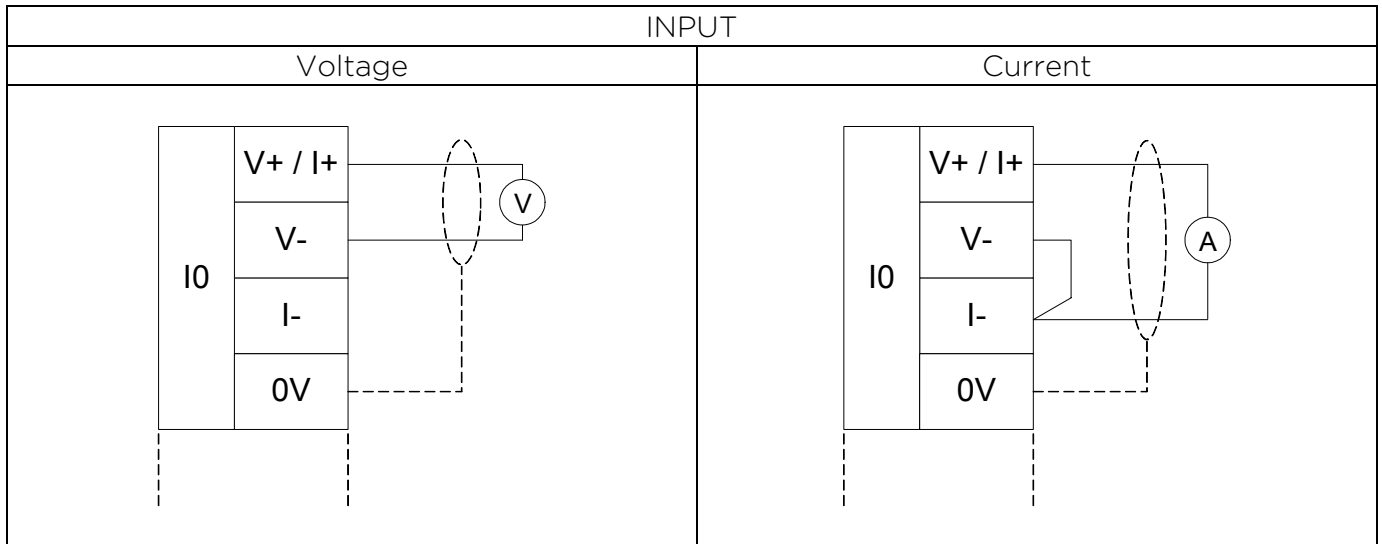 INPUT
Voltage
Current
I0
V+ / I+
V-
I-
0V
V
I0
V+ / I+
V-
I-
0V
A